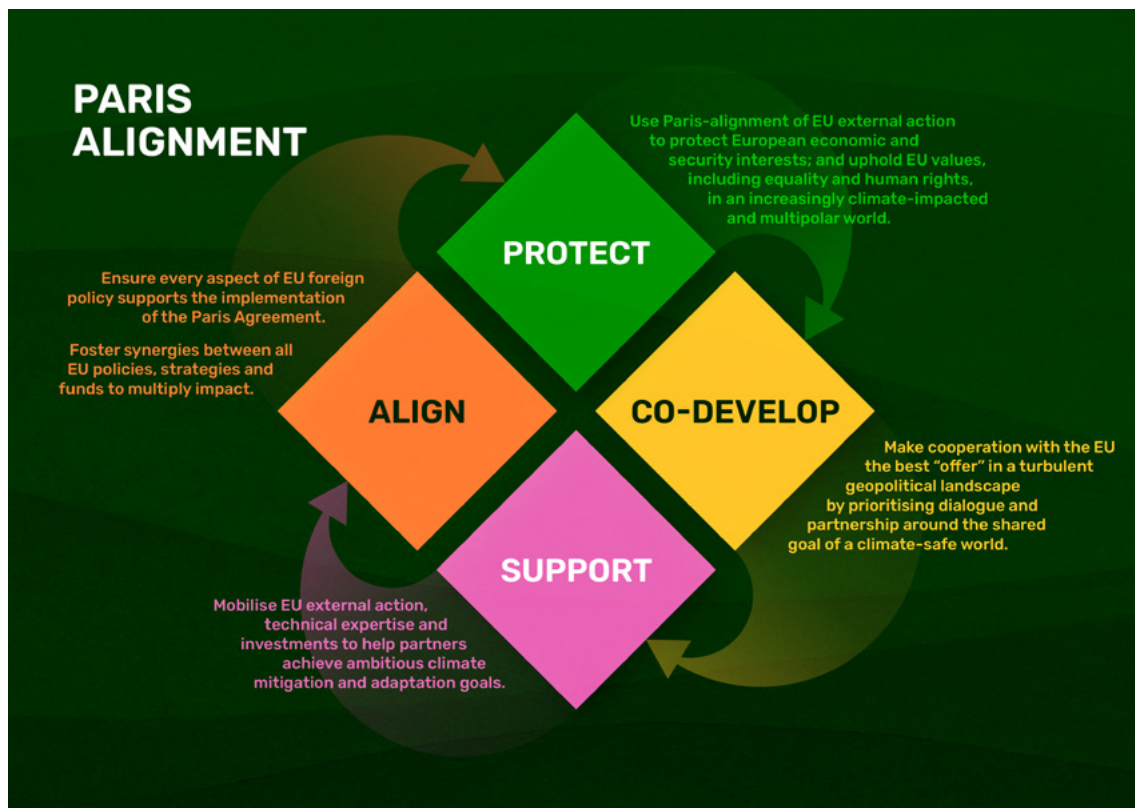 PARIS
ALIGNMENT
Use Paris-alignment of EU external action
to protect European economic and
security interests; and uphold EU values,
including equality and human rights,
in an increasingly climate-impacted
and multipolar world.
PROTECT
Ensure every aspect of EU foreign
policy supports the implementation
of the Paris Agreement.
Foster synergies between all
EU policies, strategies and
funds to multiply impact.
ALIGN
CO-DEVELOP
Make cooperation with the EU
the best “offer” in a turbulent
geopolitical landscape
by prioritising dialogue and
partnership around the shared
goal of a climate-safe world.
SUPPORT
Mobilise EU external action,
technical expertise and
investments to help partners
achieve ambitious climate
mitigation and adaptation goals.